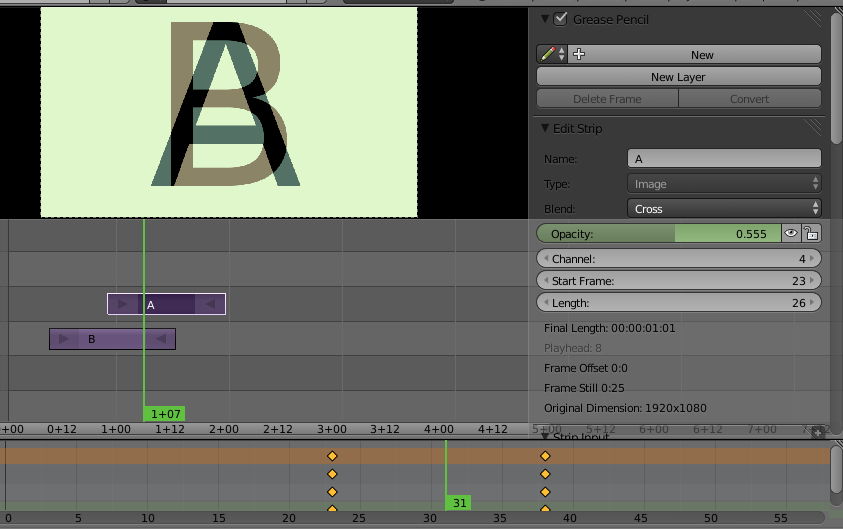 B
A
Grease Pencil
New
New Layer
Delete Frame Convert
Edit Strip
Name: A
Type: Image
Blend: Cross
Opacity: 0.555
Channel: 4
Start Frame: 23
Length: 26
Final Length: 00:00:01:01
Playhead: 8
Frame Offset 0:0
Frame Still 0:25
Original Dimension: 1920x1080
Strip Input
A
B
1+07
0+12 1+00 1+12 2+00 2+12 3+00 3+12 4+00 4+12 5+00 5+12 6+00 6+12 7+00
31
0 5 10 15 20 25 30 35 40 45 50 55